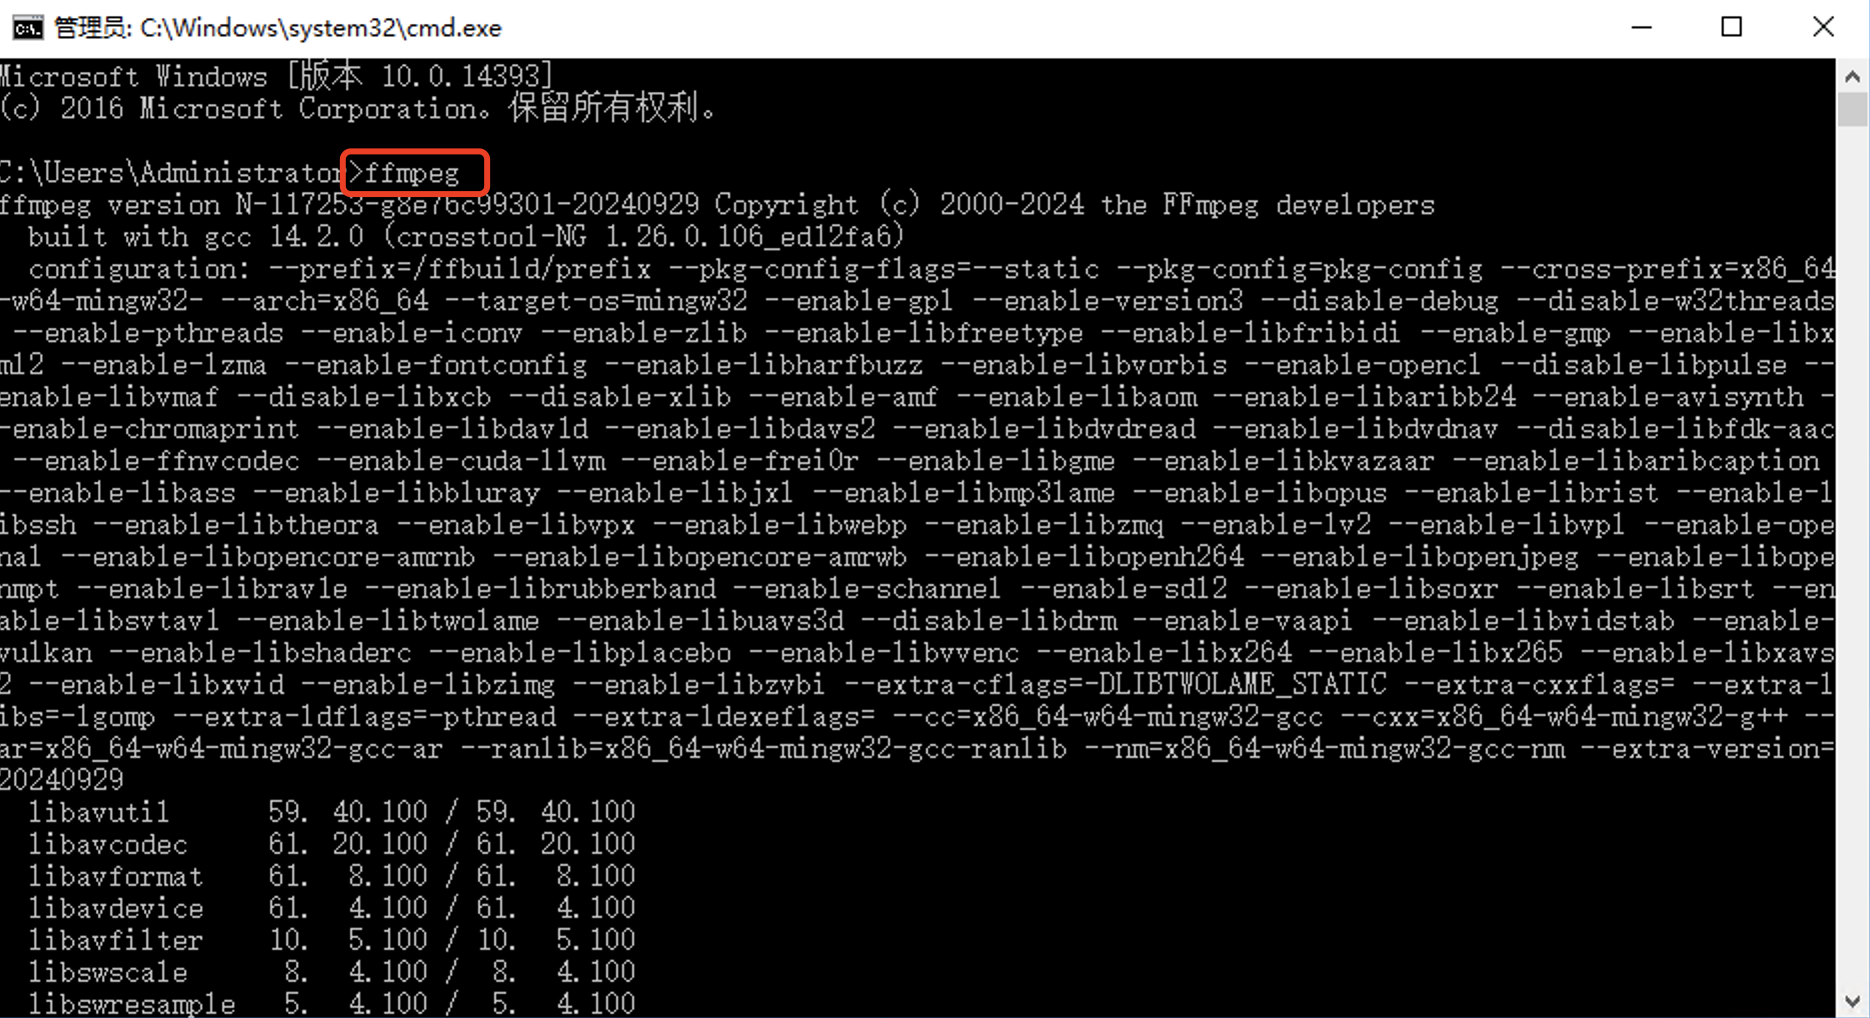 管理员: C:\Windows\system32\cmd.exe
Microsoft Windows [版本 10.0.14393]
(c) 2016 Microsoft Corporation。保留所有权利。
C:\Users\Administrator>ffmpeg
ffmpeg version N-117253-g8e76c99301-20240929 Copyright (c) 2000-2024 the FFmpeg developers
built with gcc 14.2.0 (crosstool-NG 1.26.0.106_ed12fa6)
configuration: --prefix=/ffbuild/prefix --pkg-config-flags=--static --pkg-config=pkg-config --cross-prefix=x86_64
-w64-mingw32- --arch=x86_64 --target-os=mingw32 --enable-gpl --enable-version3 --disable-debug --disable-w32threads
--enable-pthreads --enable-iconv --enable-zlib --enable-libfreetype --enable-libfribidi --enable-gmp --enable-libx
ml2 --enable-lzma --enable-fontconfig --enable-libharfbuzz --enable-libvorbis --enable-opencl --disable-libpulse --
enable-libvmaf --disable-libxcb --disable-xlib --enable-amf --enable-libaom --enable-libaribb24 --enable-avisynth -
-enable-chromaprint --enable-libdav1d --enable-libdavs2 --enable-libdvdread --enable-libdvdnav --disable-libfdk-aac
--enable-ffnvcodec --enable-cuda-llvm --enable-frei0r --enable-libgme --enable-libkvazaar --enable-libaribcaption
--enable-libass --enable-libbluray --enable-libjxl --enable-libmp3lame --enable-libopus --enable-librist --enable-l
ibssh --enable-libtheora --enable-libvpx --enable-libwebp --enable-libzmq --enable-lv2 --enable-libvpl --enable-ope
nal --enable-libopencore-amrnb --enable-libopencore-amrwb --enable-libopenh264 --enable-libopenjpeg --enable-libope
nmpt --enable-librav1e --enable-librubberband --enable-schannel --enable-sdl2 --enable-libsoxr --enable-libsrt --en
able-libsvtav1 --enable-libtwolame --enable-libuavs3d --disable-libdrm --enable-vaapi --enable-libvidstab --enable-
vulkan --enable-libshaderc --enable-libplacebo --enable-libvvenc --enable-libx264 --enable-libx265 --enable-libxavs
2 --enable-libxvid --enable-libzimg --enable-libzvbi --extra-cflags=-DLIBTWOLAME_STATIC --extra-cxxflags= --extra-l
ibs=-lgomp --extra-ldflags=-pthread --extra-ldexeflags= --cc=x86_64-w64-mingw32-gcc --cxx=x86_64-w64-mingw32-g++ --
ar=x86_64-w64-mingw32-gcc-ar --ranlib=x86_64-w64-mingw32-gcc-ranlib --nm=x86_64-w64-mingw32-gcc-nm --extra-version=
20240929
libavutil      59. 40.100 / 59. 40.100
libavcodec     61. 20.100 / 61. 20.100
libavformat    61.  8.100 / 61.  8.100
libavdevice    61.  4.100 / 61.  4.100
libavfilter    10.  5.100 / 10.  5.100
libswscale      8.  4.100 /  8.  4.100
libswresample   5.  4.100 /  5.  4.100